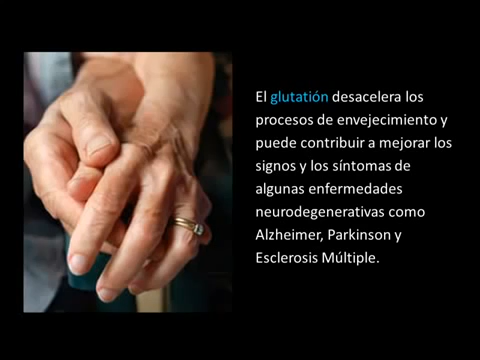 El glutatión desacelera los
procesos de envejecimiento y
puede contribuir a mejorar los
signos y los síntomas de
algunas enfermedades
neurodegenerativas como
Alzheimer, Parkinson y
Esclerosis Múltiple.